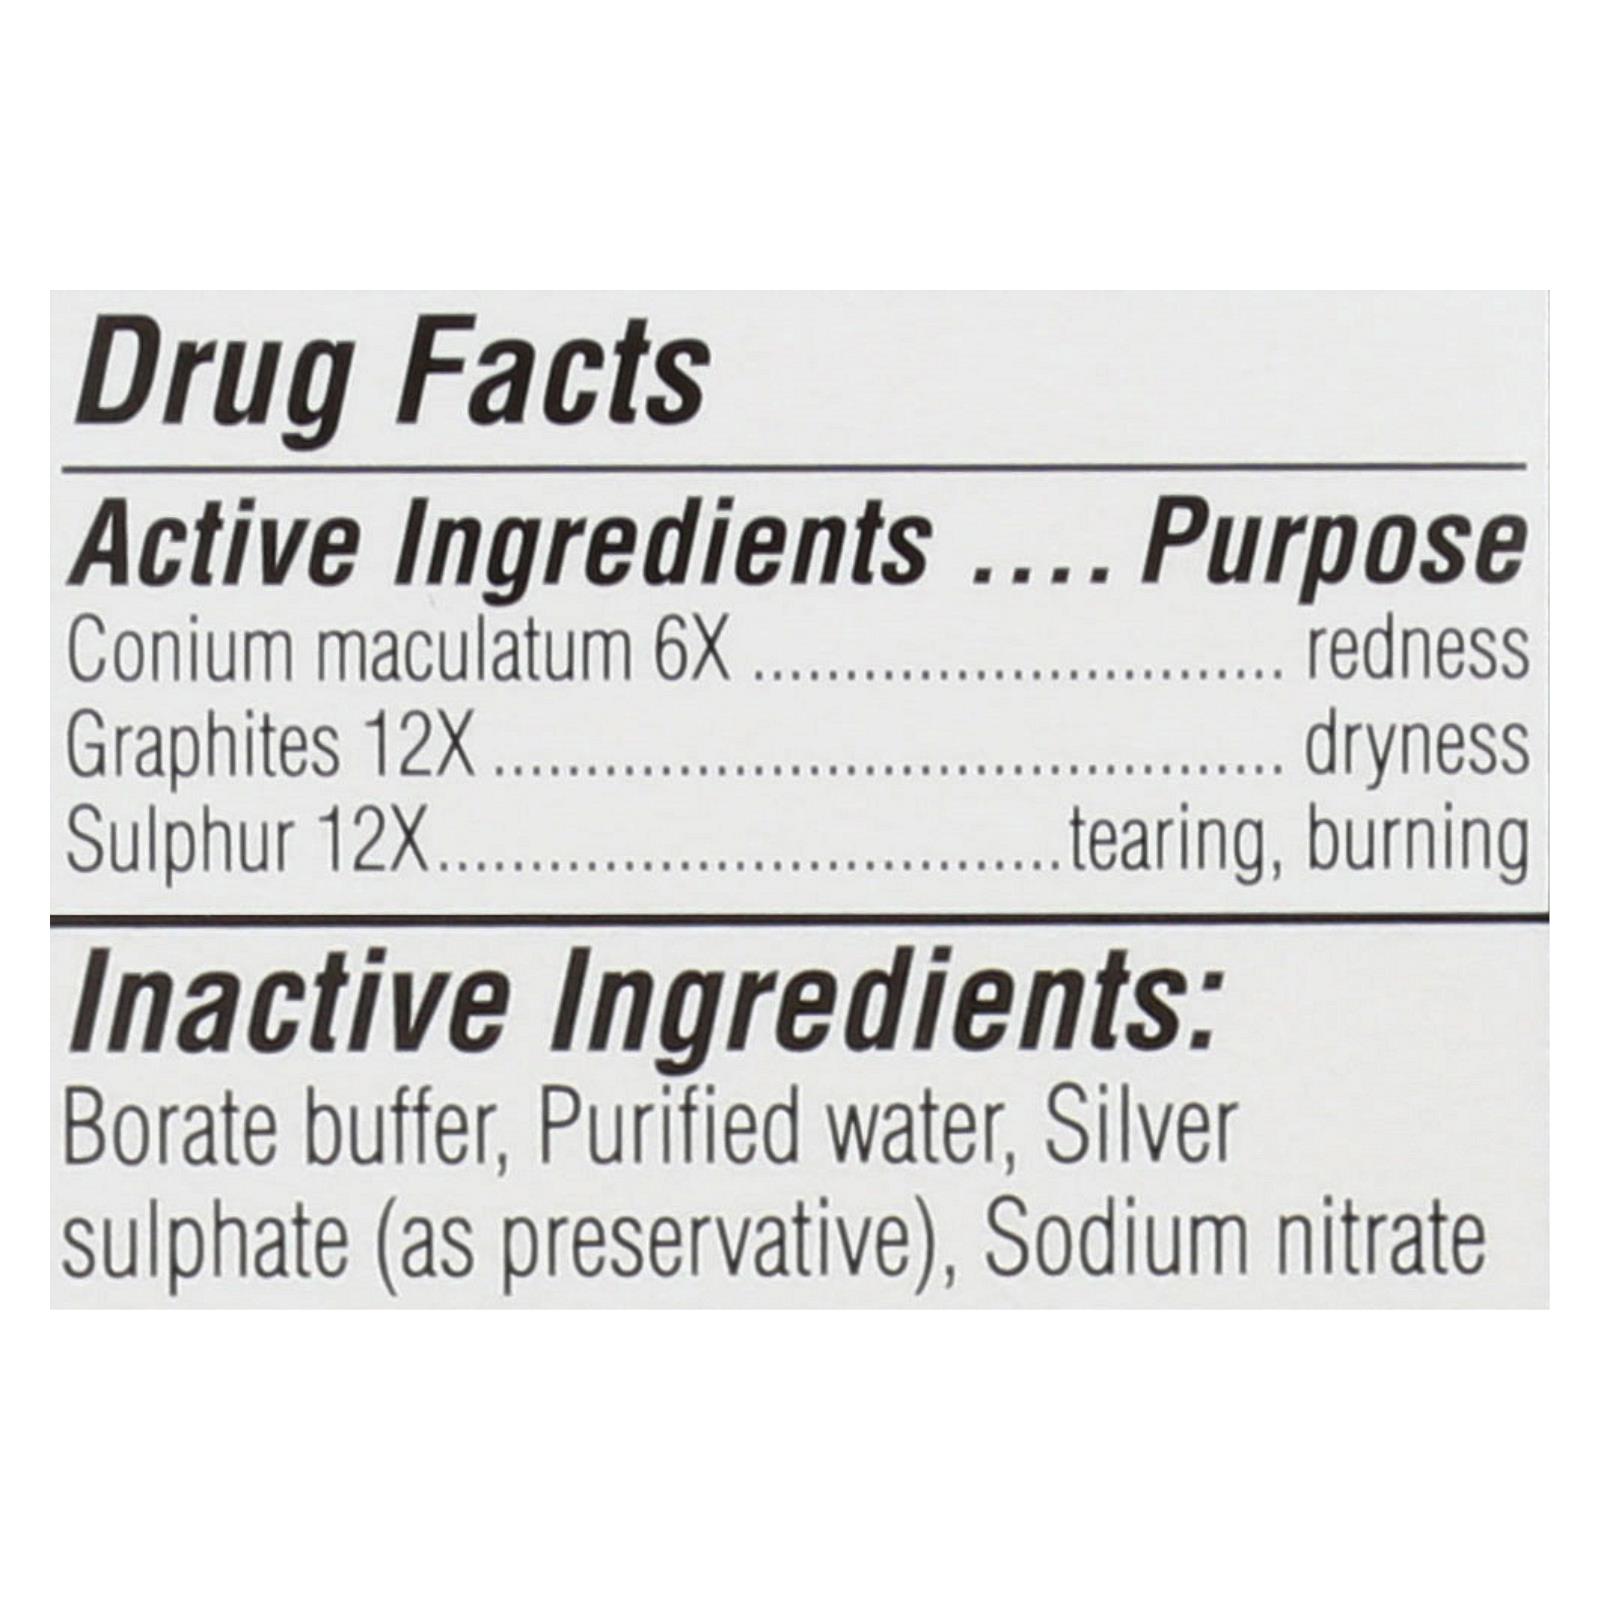 Drug Facts
Active Ingredients .... Purpose
Conium maculatum 6X ............................ redness
Graphites 12X .......................................... dryness
Sulphur 12X.................................tearing, burning
Inactive Ingredients:
Borate buffer, Purified water, Silver
sulphate (as preservative), Sodium nitrate